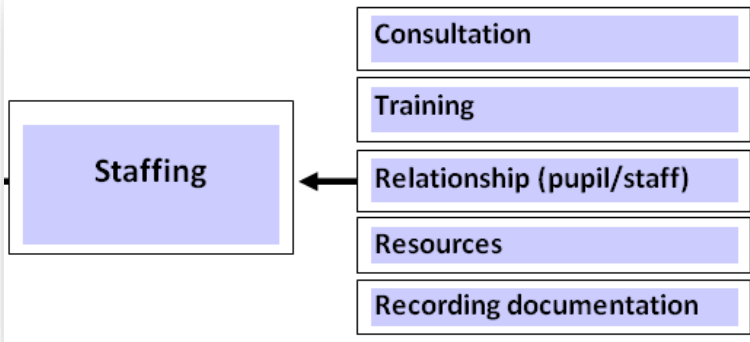 Staffing
Consultation
Training
Relationship (pupil/staff)
Resources
Recording documentation